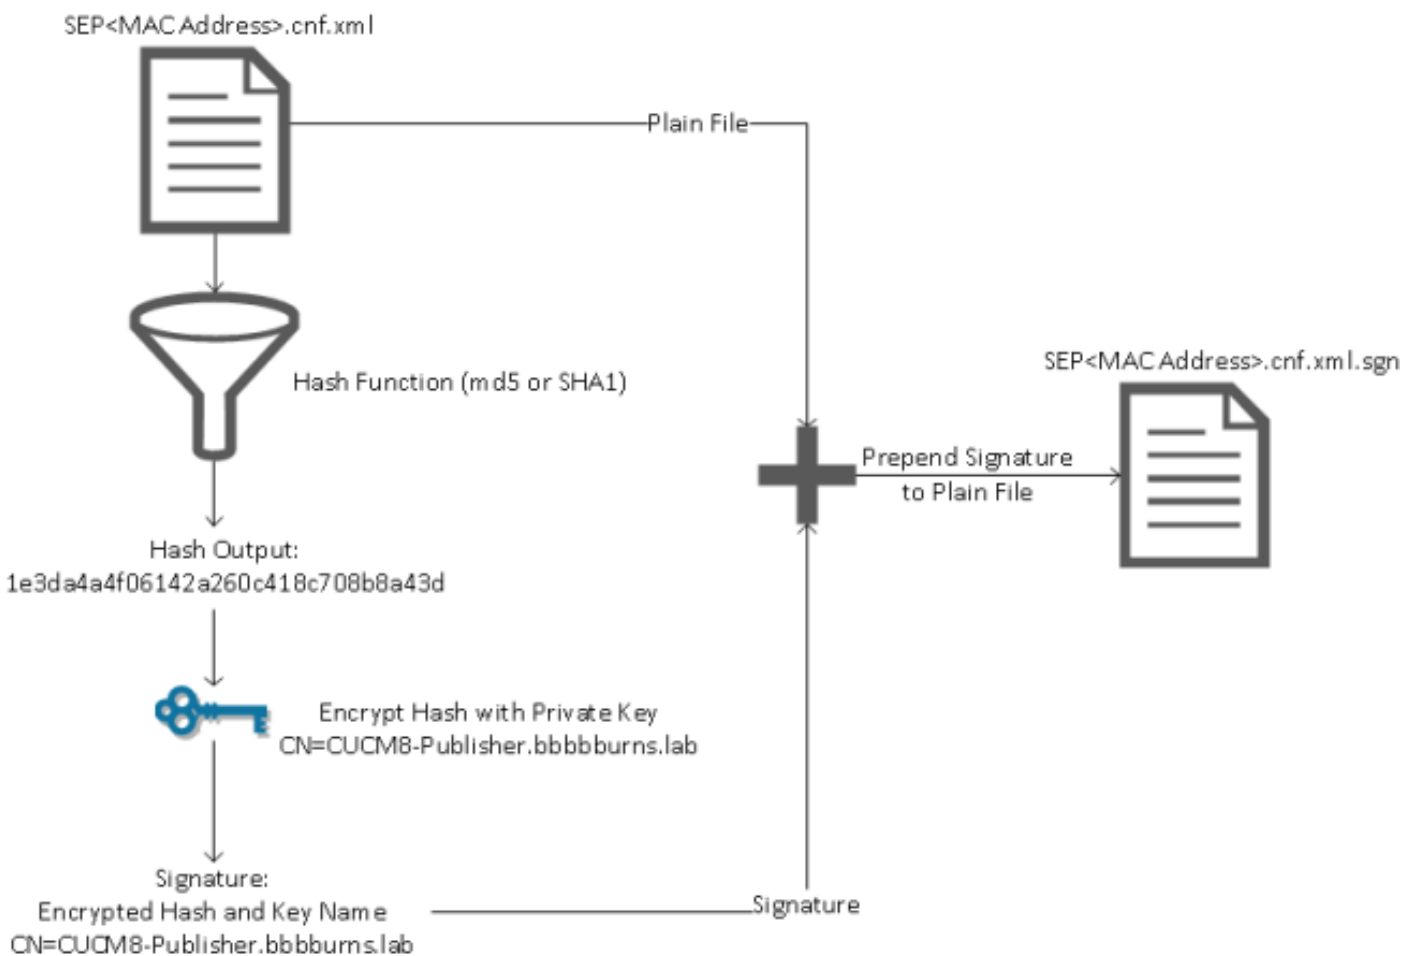 SEP<MAC Address>.cnf.xml
Plain File
Hash Function (md5 or SHA1)
SEP<MAC Address>.cnf.xml.sgn
Prepend Signature
to Plain File
Hash Output:
1e3da4a4f06142a260c418c708b8a43d
Encrypt Hash with Private Key
CN=CUCM8-Publisher.bbbbburns.lab
Signature:
Encrypted Hash and Key Name
CN=CUCM8-Publisher.bbbburns.lab
Signature